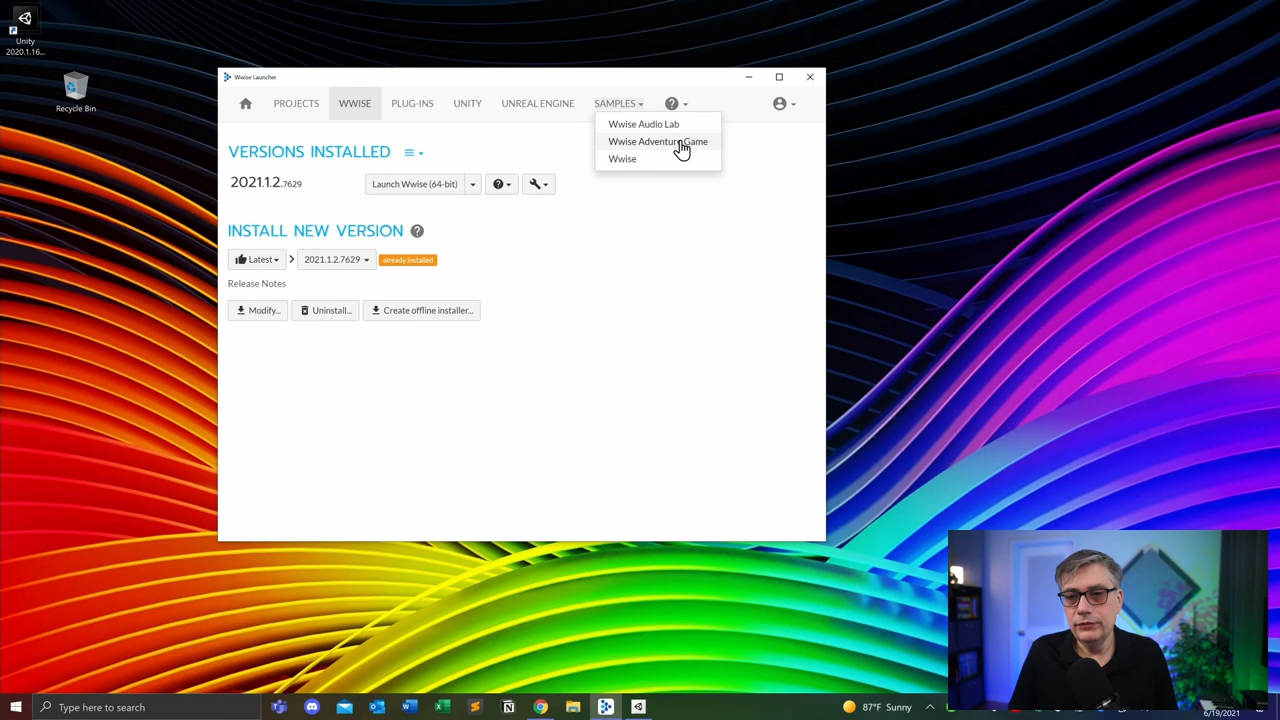 Unity
2020.1.16...
Recycle Bin
Wwise Launcher
PROJECTS
WWISE
PLUG-INS
UNITY
UNREAL ENGINE
SAMPLES
Wwise Audio Lab
Wwise Adventure Game
Wwise
VERSIONS INSTALLED
2021.1.2.7629
Launch Wwise (64-bit)
INSTALL NEW VERSION
Latest
2021.1.2.7629
already installed
Release Notes
Modify...
Uninstall...
Create offline installer...
Type here to search
87°F Sunny
6/19/2021